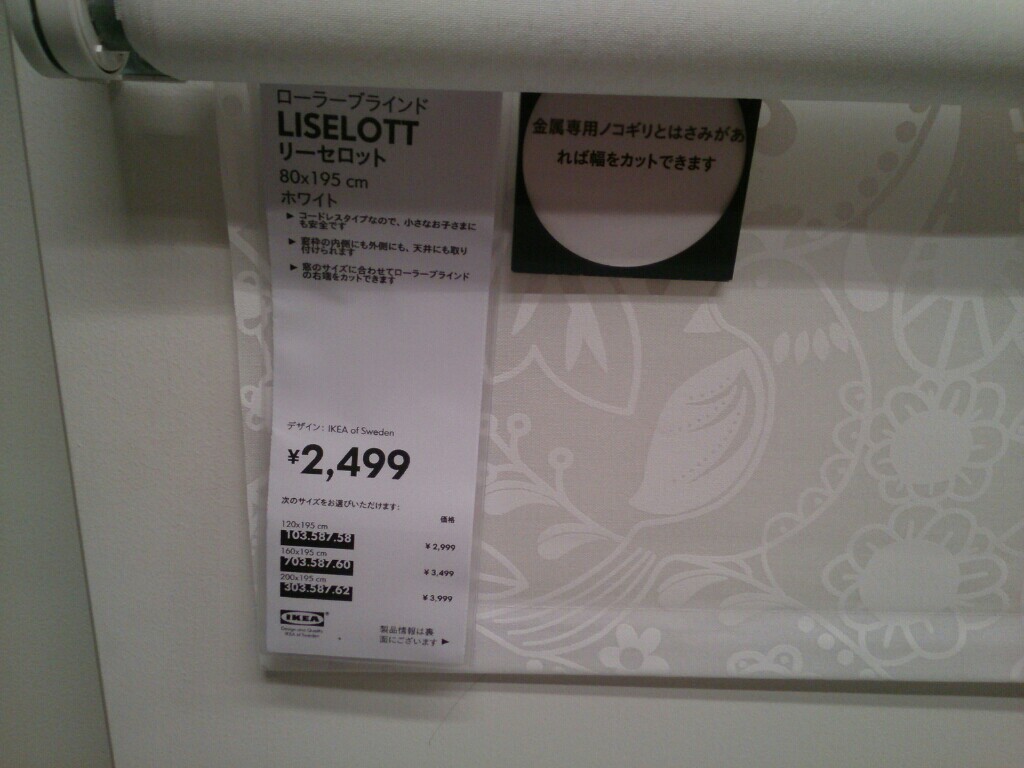 ローラーブラインド
LISELOTT
リーセロット
80x195 cm
ホワイト
▶ コードレスタイプなので、小さなお子さまに
も安全です
▶ 窓枠の内側にも外側にも、天井にも取り
付けられます
▶ 窓のサイズに合わせてローラーブラインド
の右端をカットできます
デザイン: IKEA of Sweden
¥2,499
次のサイズをお選びいただけます:
価格
120x195 cm
103.587.58 ¥ 2,999
160x195 cm
703.587.60 ¥ 3,499
200x195 cm
303.587.62 ¥ 3,999
IKEA®
Design and Quality
IKEA of Sweden
製品情報は裏
面にございます ▶
金属専用ノコギリとはさみがあ
れば幅をカットできます